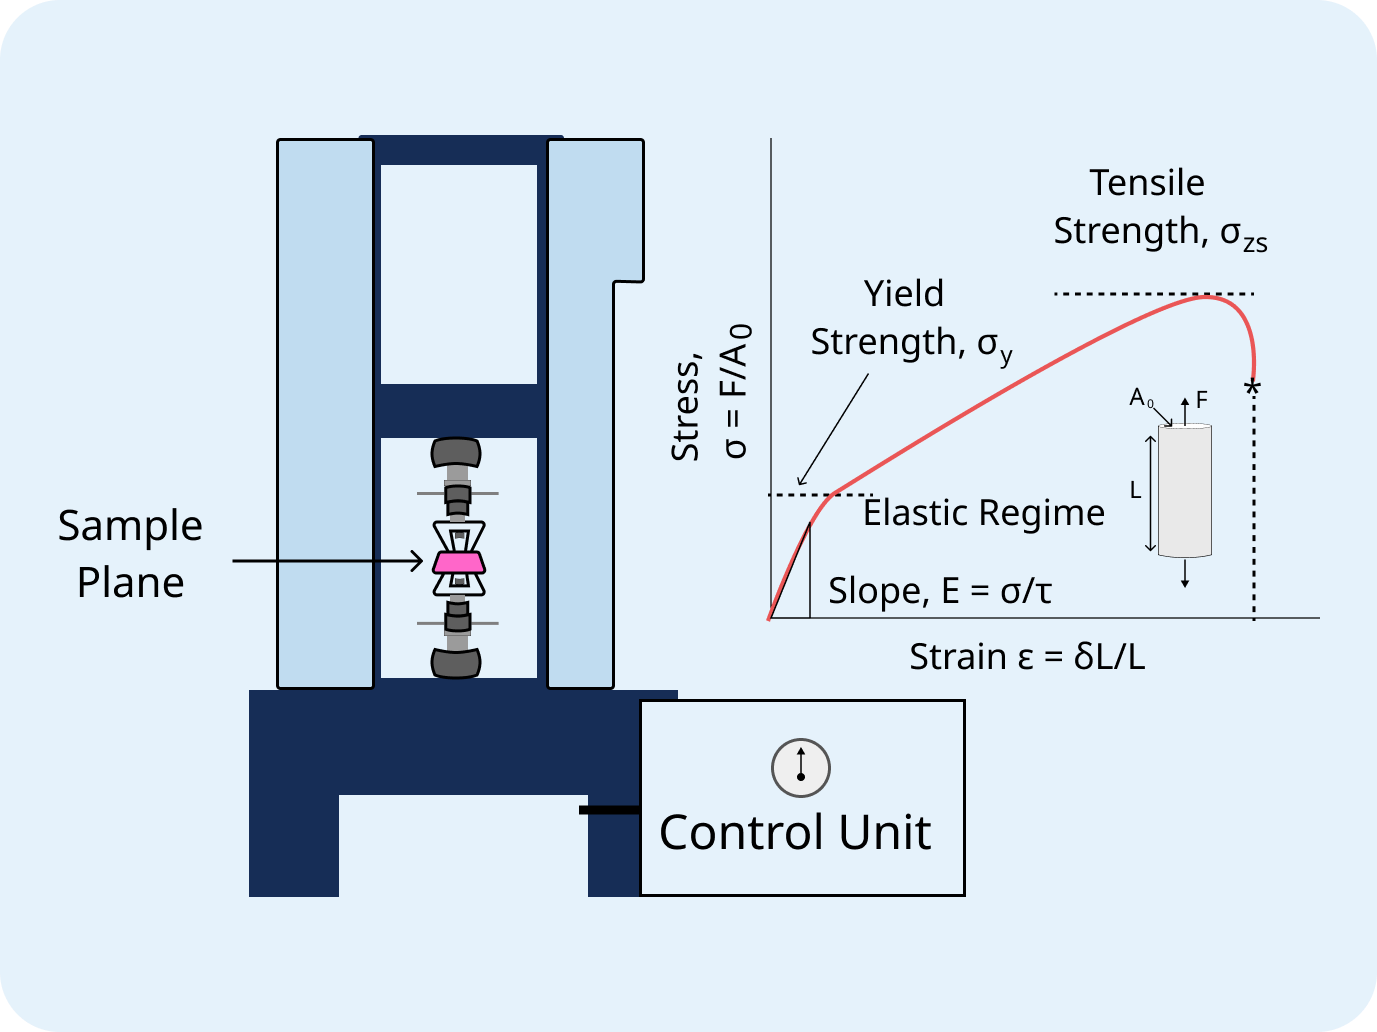 Sample
Plane
Stress,
σ = F/A₀
Yield
Strength, σy
Tensile
Strength, σzs
A₀
F
L
*
Elastic Regime
Slope, E = σ/τ
Strain ε = δL/L
Control Unit